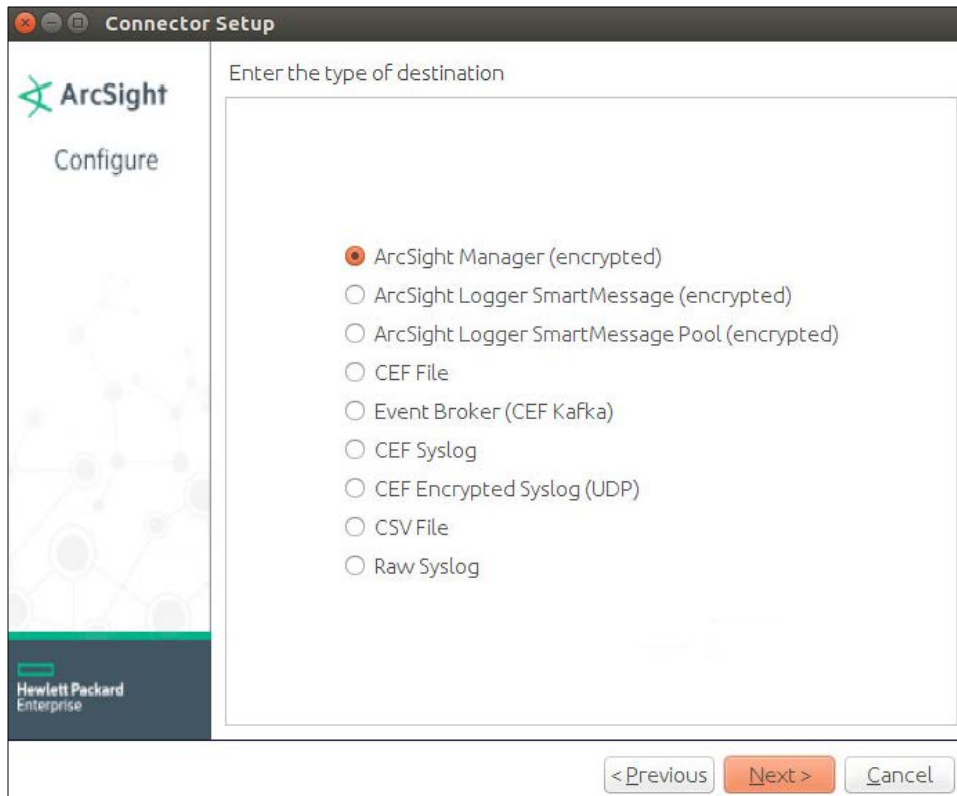 Connector Setup
ArcSight
Configure
Enter the type of destination
ArcSight Manager (encrypted)
ArcSight Logger SmartMessage (encrypted)
ArcSight Logger SmartMessage Pool (encrypted)
CEF File
Event Broker (CEF Kafka)
CEF Syslog
CEF Encrypted Syslog (UDP)
CSV File
Raw Syslog
Hewlett Packard
Enterprise
< Previous
Next >
Cancel